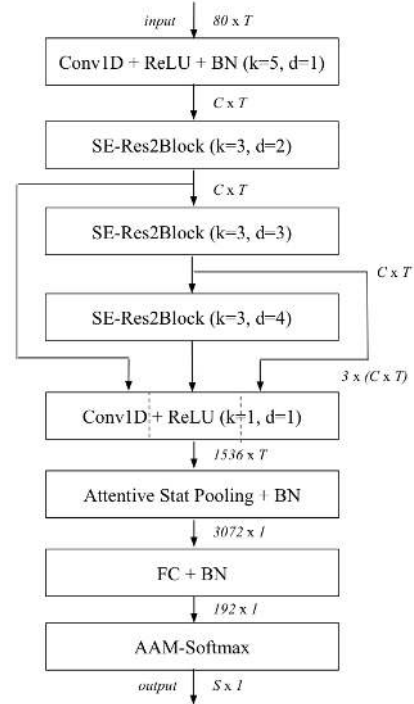 input 80 x T
Conv1D + ReLU + BN (k=5, d=1)
C x T
SE-Res2Block (k=3, d=2)
C x T
SE-Res2Block (k=3, d=3)
C x T
SE-Res2Block (k=3, d=4)
3 x (C x T)
Conv1D + ReLU (k=1, d=1)
1536 x T
Attentive Stat Pooling + BN
3072 x 1
FC + BN
192 x 1
AAM-Softmax
output S x 1